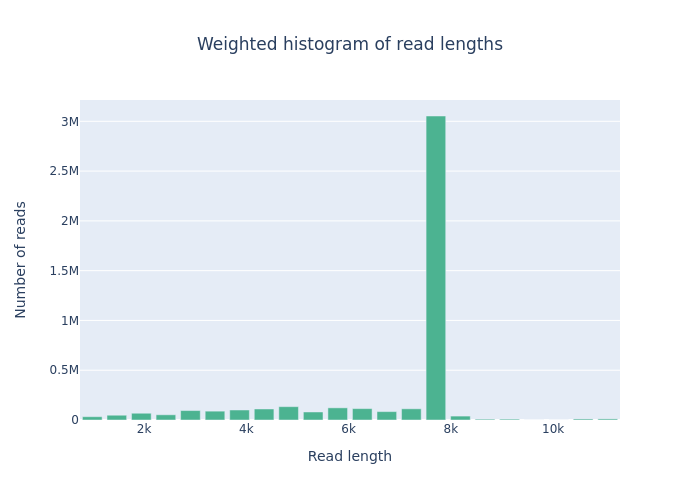 Weighted histogram of read lengths
Number of reads
3M
2.5M
2M
1.5M
1M
0.5M
0
2k
4k
6k
8k
10k
Read length